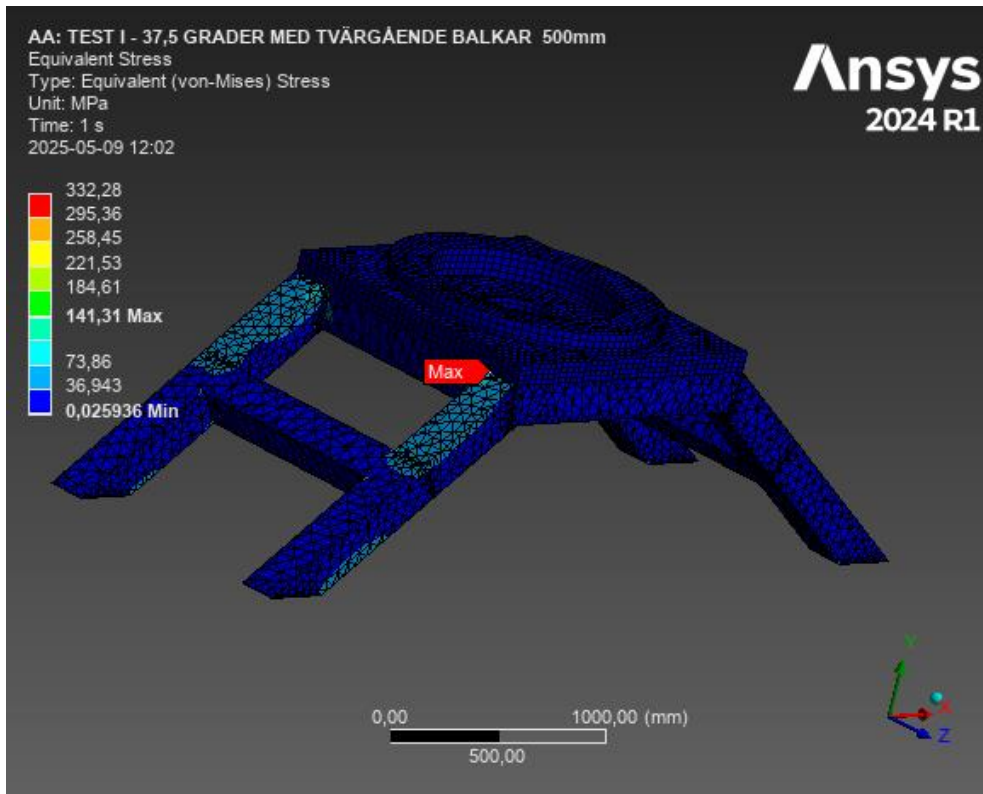 AA: TEST I - 37,5 GRADER MED TVÄRGÅENDE BALKAR 500mm
Equivalent Stress
Type: Equivalent (von-Mises) Stress
Unit: MPa
Time: 1 s
2025-05-09 12:02
Ansys
2024 R1
332,28
295,36
258,45
221,53
184,61
141,31 Max
73,86
36,943
0,025936 Min
Max
Y
X
Z
0,00
1000,00 (mm)
500,00